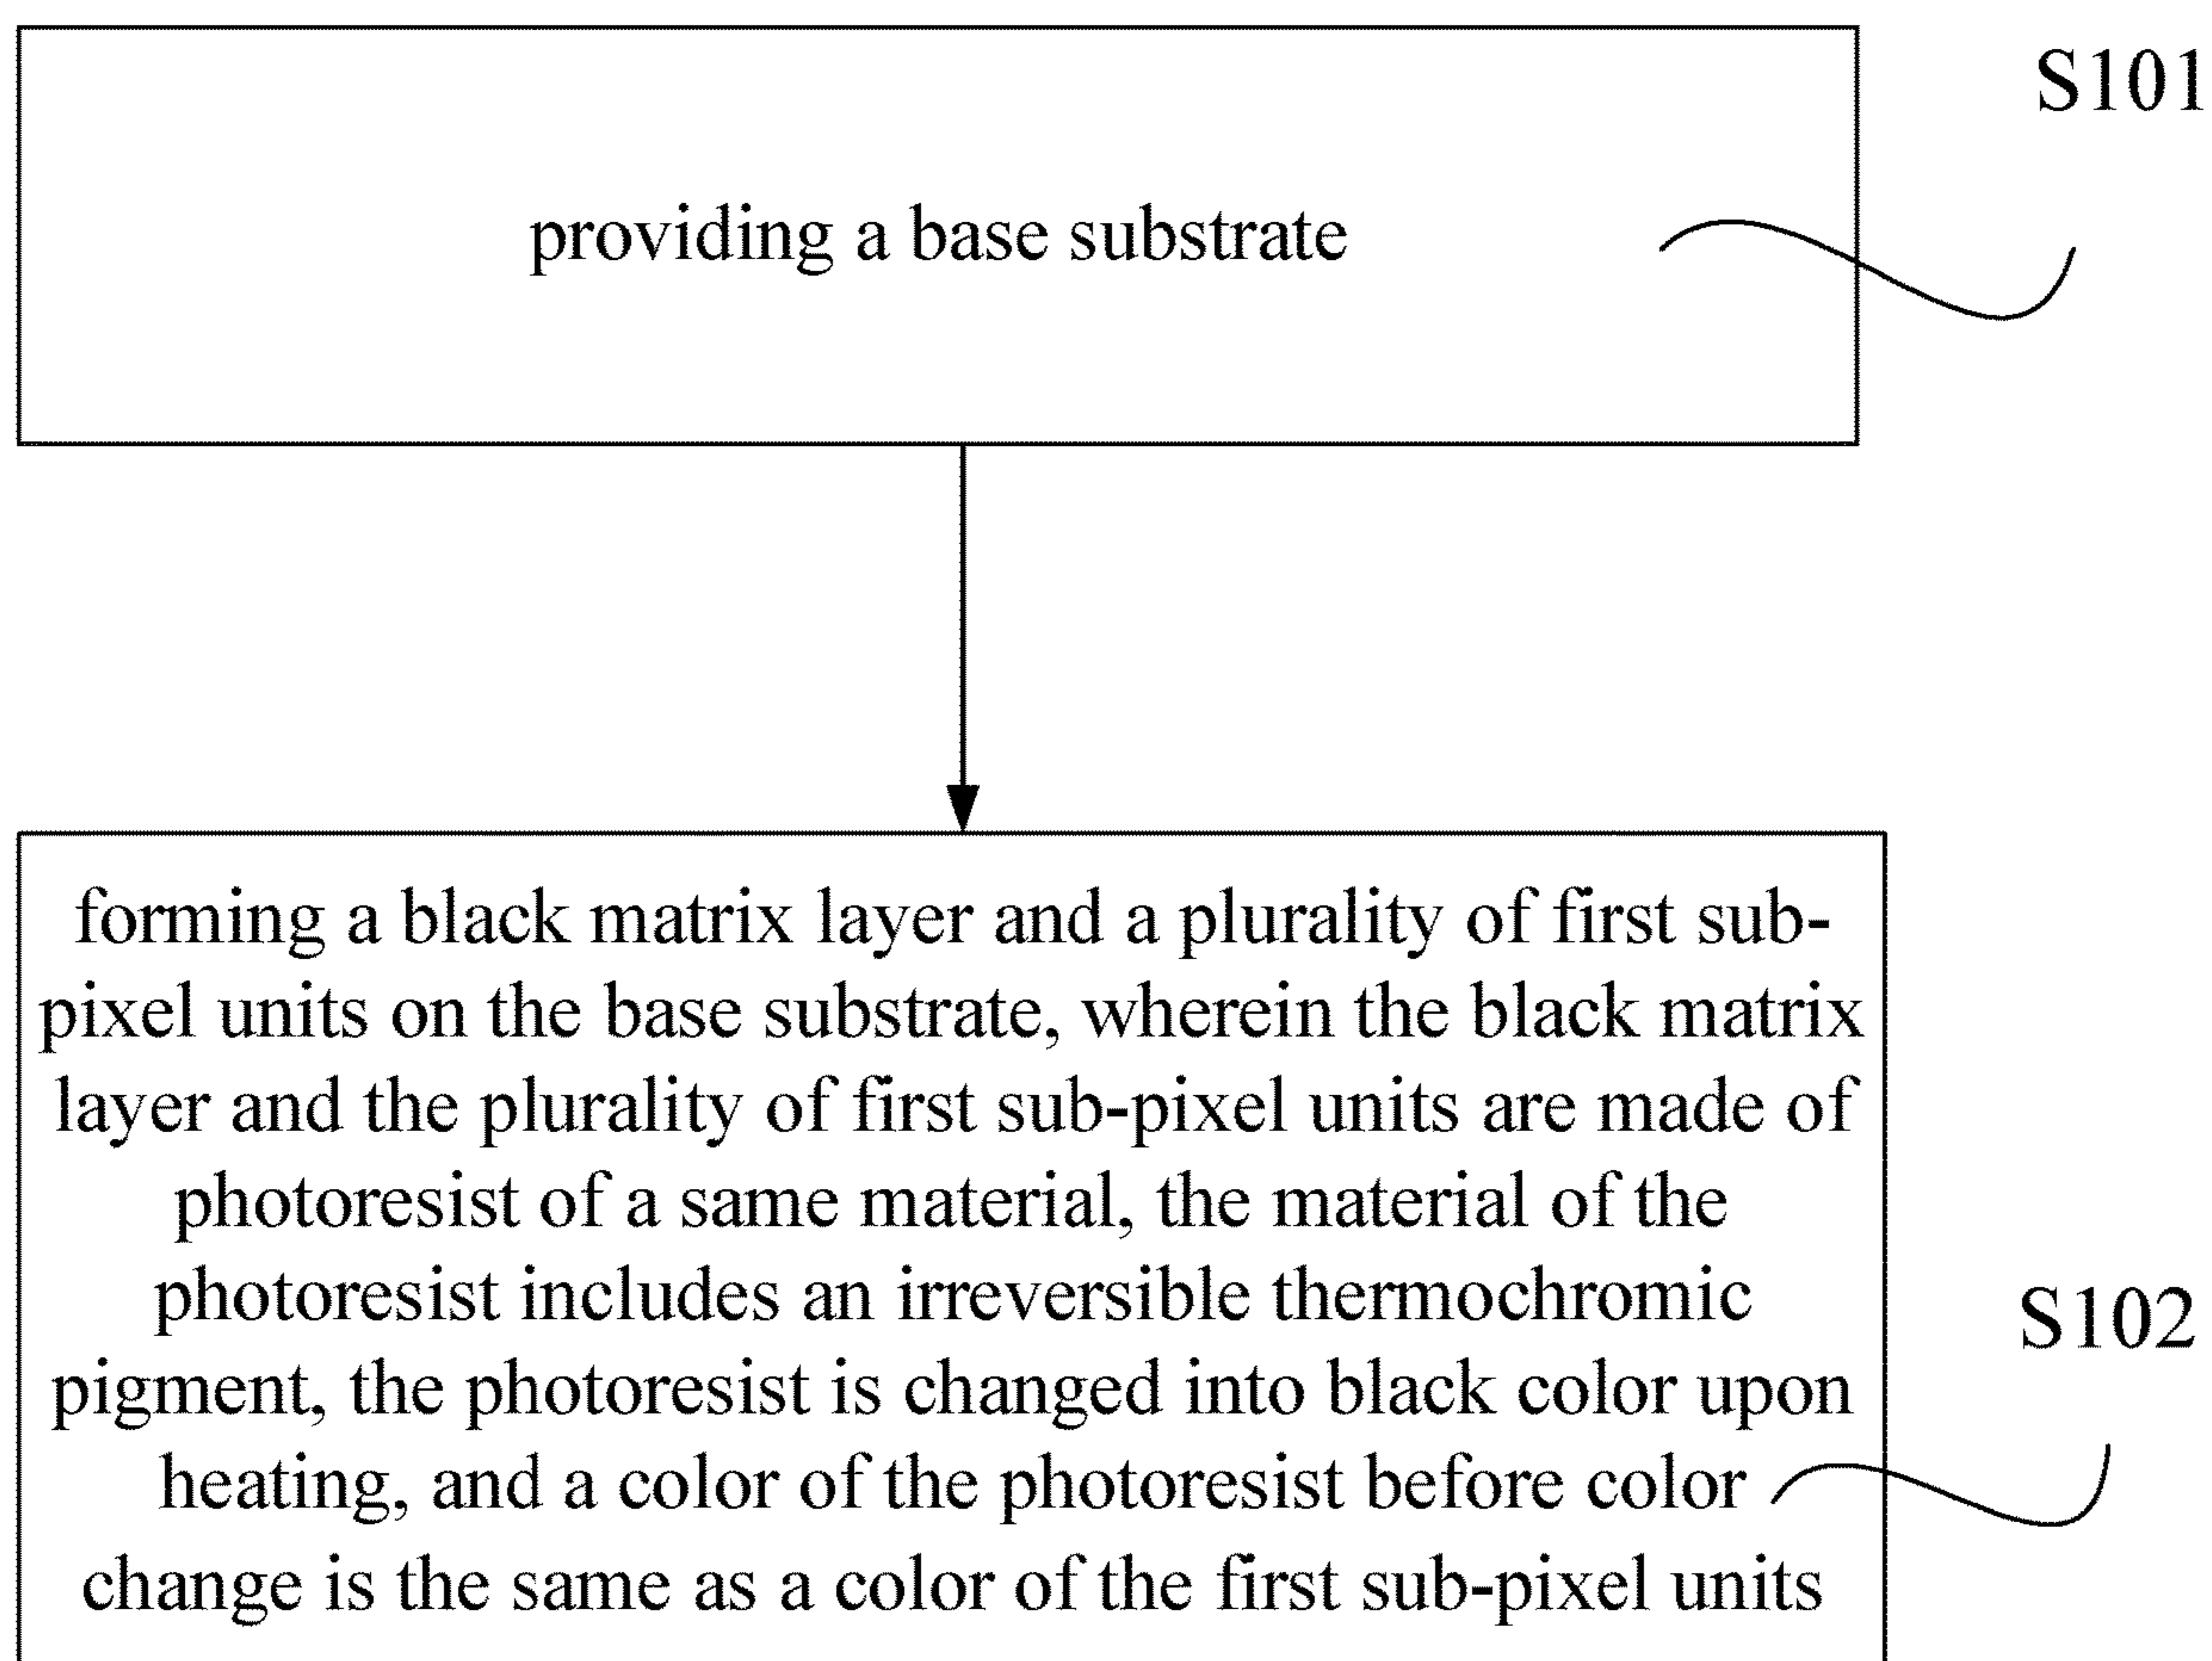 S101
providing a base substrate
forming a black matrix layer and a plurality of first sub-
pixel units on the base substrate, wherein the black matrix
layer and the plurality of first sub-pixel units are made of
photoresist of a same material, the material of the
photoresist includes an irreversible thermochromic
pigment, the photoresist is changed into black color upon
heating, and a color of the photoresist before color
change is the same as a color of the first sub-pixel units
S102